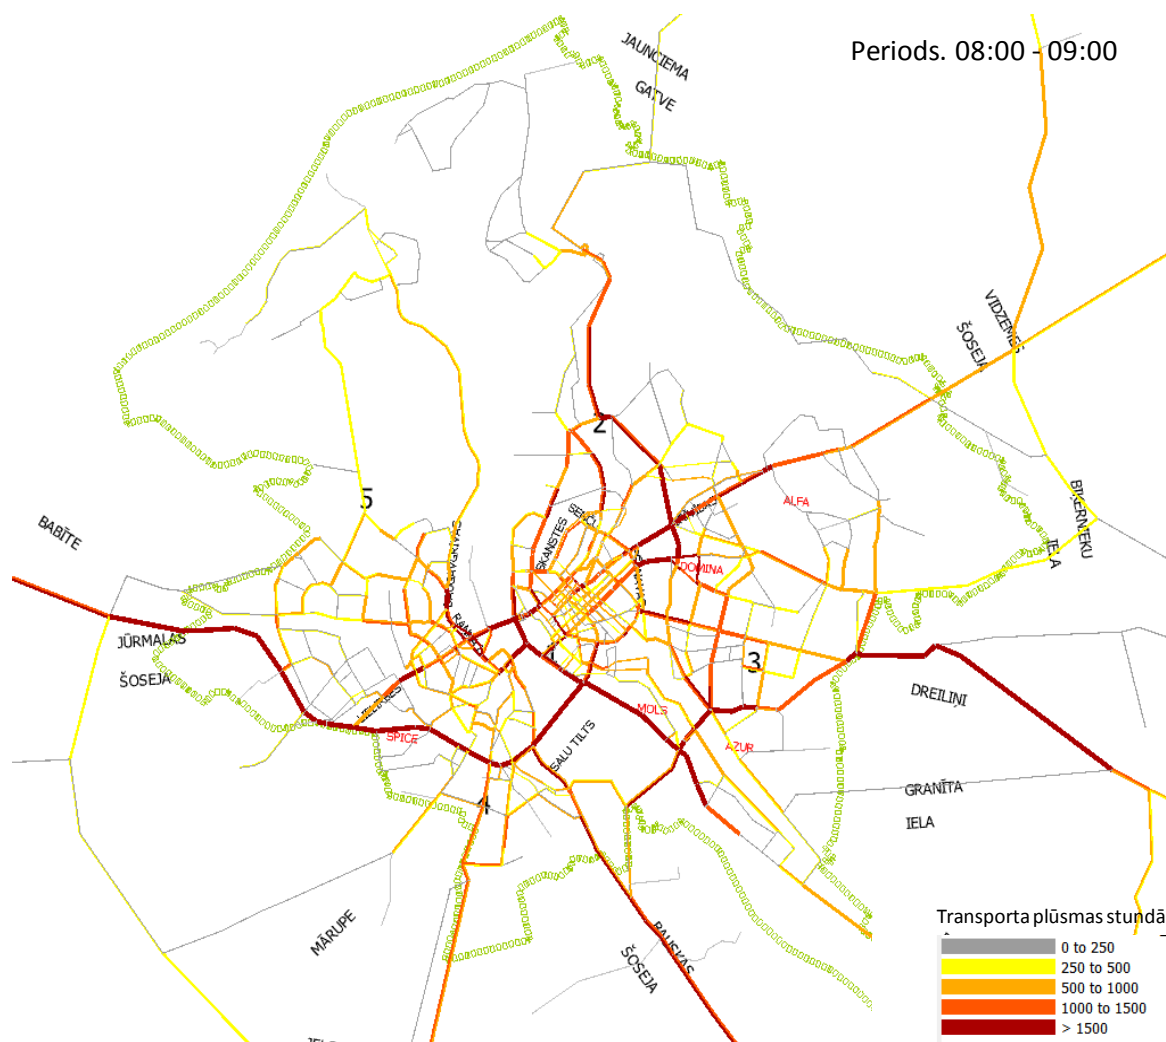 Periods. 08:00 - 09:00
JAUNCIEMA
GATVE
VIDZEMES
ŠOSEJA
2
ALFA
5
BIĶERNIEKU
IELA
BABĪTE
SKANSTES
DOMINA
JŪRMALAS
ŠOSEJA
1
3
DREILIŅI
MOLS
SPICE
AZUR
SALU TILTS
4
GRANĪTA
IELA
MĀRUPE
BAUSKAS
ŠOSEJA
Transporta plūsmas stundā
0 to 250
250 to 500
500 to 1000
1000 to 1500
> 1500